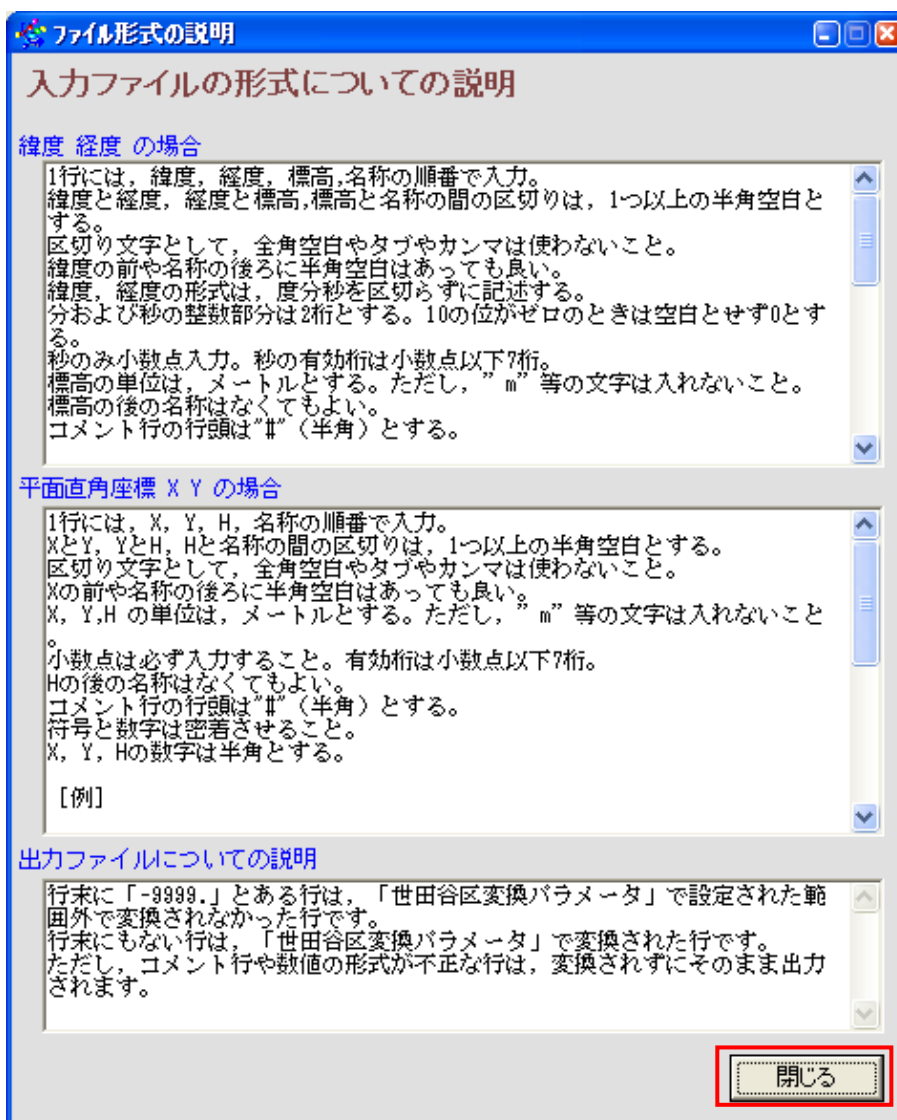 ファイル形式の説明
入力ファイルの形式についての説明
緯度 経度 の場合
1行には，緯度，経度，標高,名称の順番で入力。
緯度と経度，経度と標高,標高と名称の間の区切りは，1つ以上の半角空白と
する。
区切り文字として，全角空白やタブやカンマは使わないこと。
緯度の前や名称の後ろに半角空白はあっても良い。
緯度，経度の形式は，度分秒を区切らずに記述する。
分および秒の整数部分は2桁とする。10の位がゼロのときは空白とせず0とす
る。
秒のみ小数点入力。秒の有効桁は小数点以下7桁。
標高の単位は，メートルとする。ただし，”m”等の文字は入れないこと。
標高の後の名称はなくてもよい。
コメント行の行頭は"#"（半角）とする。
平面直角座標 X Y の場合
1行には，X，Y，H，名称の順番で入力。
XとY，YとH，Hと名称の間の区切りは，1つ以上の半角空白とする。
区切り文字として，全角空白やタブやカンマは使わないこと。
Xの前や名称の後ろに半角空白はあっても良い。
X，Y,H の単位は，メートルとする。ただし，”m”等の文字は入れないこと
。
小数点は必ず入力すること。有効桁は小数点以下7桁。
Hの後の名称はなくてもよい。
コメント行の行頭は"#"（半角）とする。
符号と数字は密着させること。
X，Y，Hの数字は半角とする。
[例]
出力ファイルについての説明
行末に「-9999.」とある行は，「世田谷区変換パラメータ」で設定された範
囲外で変換されなかった行です。
行末にもない行は，「世田谷区変換パラメータ」で変換された行です。
ただし，コメント行や数値の形式が不正な行は，変換されずにそのまま出力
されます。
閉じる